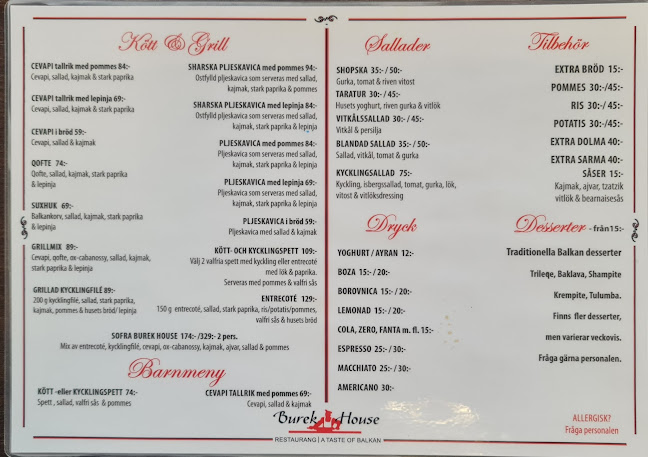 Kött & Grill
CEVAPI tallrik med pommes 84:-
Cevapi, sallad, kajmak & stark paprika
CEVAPI tallrik med lepinja 69:-
Cevapi, sallad, kajmak & stark paprika
CEVAPI i bröd 59:-
Cevapi, sallad & kajmak
QOFTE 74:-
Qofte, sallad, kajmak, stark paprika
& lepinja
SUXHUK 69:-
Balkankorv, sallad, kajmak, stark paprika
& lepinja
GRILLMIX 89:-
Cevapi, qofte, ox-cabanossy, sallad, kajmak,
stark paprika & lepinja
GRILLAD KYCKLINGFILÉ 89:-
200 g kycklingfilé, sallad, stark paprika,
kajmak, pommes & husets bröd/ lepinja
SHARSKA PLJESKAVICA med pommes 94:-
Ostfylld pljeskavica som serveras med sallad,
kajmak, stark paprika & pommes
SHARSKA PLJESKAVICA med lepinja 84:-
Ostfylld pljeskavica som serveras med sallad,
kajmak, stark paprika & lepinja
PLJESKAVICA med pommes 84:-
Pljeskavica som serveras med sallad,
kajmak, stark paprika & pommes
PLJESKAVICA med lepinja 69:-
Pljeskavica som serveras med sallad,
kajmak, stark paprika & lepinja
PLJESKAVICA i bröd 59:-
Pljeskavica med sallad & kajmak
KÖTT- OCH KYCKLINGSPETT 109:-
Välj 2 valfria spett med kyckling eller entrecoté
med lök & paprika.
Serveras med pommes & valfri sås
ENTRECOTÉ 129:-
150 g entrecoté, sallad, stark paprika, ris/potatis/pommes,
valfri sås & husets bröd
SOFRA BUREK HOUSE 174:-/329:- 2 pers.
Mix av entrecoté, kycklingfilé, cevapi, ox-cabanossy, kajmak, ajvar, sallad & pommes
Barnmeny
KÖTT -eller KYCKLINGSPETT 74:-
Spett , sallad, valfri sås & pommes
CEVAPI TALLRIK med pommes 69:-
Cevapi, sallad & kajmak
Sallader
SHOPSKA 35:-/ 50:-
Gurka, tomat & riven vitost
TARATUR 30:-/ 45:-
Husets yoghurt, riven gurka & vitlök
VITKÅLSSALLAD 30:-/ 45:-
Vitkål & persilja
BLANDAD SALLAD 35:-/ 50:-
Sallad, vitkål, tomat & gurka
KYCKLINGSALLAD 75:-
Kyckling, isbergssallad, tomat, gurka, lök,
vitost & vitlöksdressing
Tilbehör
EXTRA BRÖD 15:-
POMMES 30:-/45:-
RIS 30:-/45:-
POTATIS 30:-/45:-
EXTRA DOLMA 40:-
EXTRA SARMA 40:-
SÅSER 15:-
Kajmak, ajvar, tzatzik
vitlök & bearnaisesås
Dryck
YOGHURT / AYRAN 12:-
BOZA 15:-/ 20:-
BOROVNICA 15:-/ 20:-
LEMONAD 15:-/ 20:-
COLA, ZERO, FANTA m. fl. 15:-
ESPRESSO 25:-/ 30:-
MACCHIATO 25:-/ 30:-
AMERICANO 30:-
Desserter - från 15:-
Traditionella Balkan desserter
Trileqe, Baklava, Shampite
Krempite, Tulumba.
Finns fler desserter,
men varierar veckovis.
Fråga gärna personalen.
ALLERGISK?
Fråga personalen
Burek House
RESTAURANG | A TASTE OF BALKAN